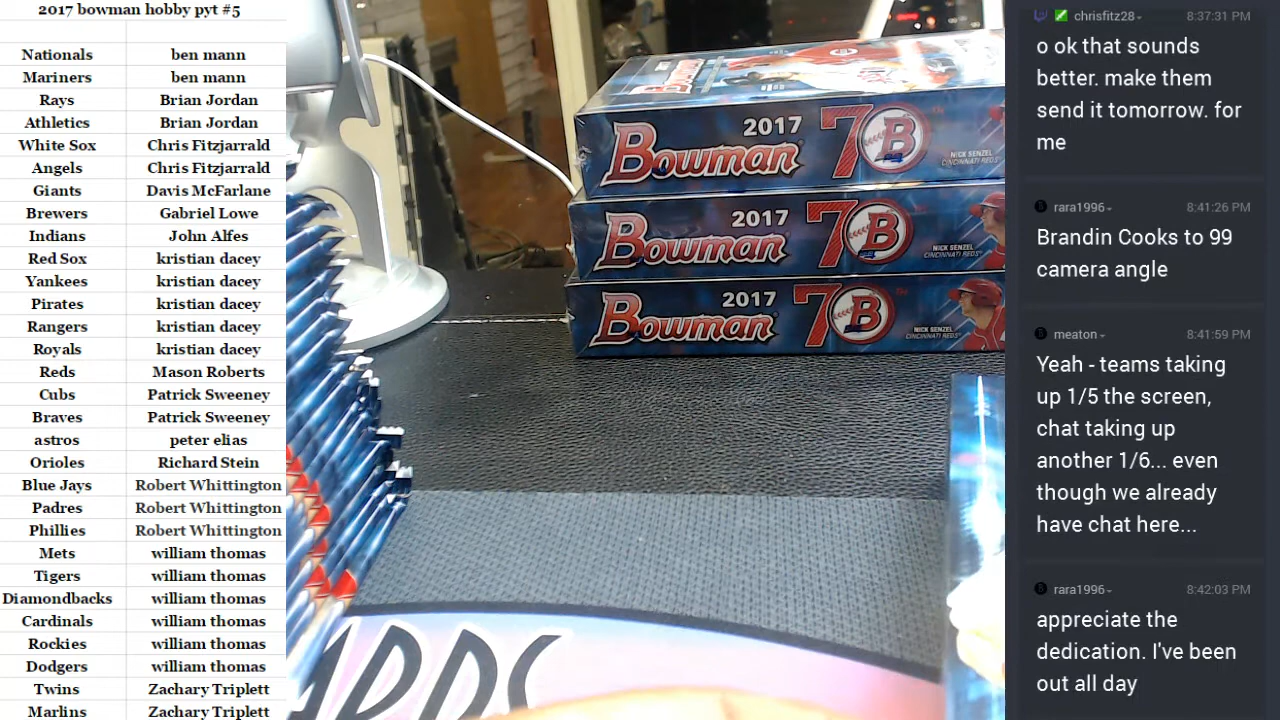 2017 bowman hobby pyt #5
Nationals ben mann
Mariners ben mann
Rays Brian Jordan
Athletics Brian Jordan
White Sox Chris Fitzjarrald
Angels Chris Fitzjarrald
Giants Davis McFarlane
Brewers Gabriel Lowe
Indians John Alfes
Red Sox kristian dacey
Yankees kristian dacey
Pirates kristian dacey
Rangers kristian dacey
Royals kristian dacey
Reds Mason Roberts
Cubs Patrick Sweeney
Braves Patrick Sweeney
astros peter elias
Orioles Richard Stein
Blue Jays Robert Whittington
Padres Robert Whittington
Phillies Robert Whittington
Mets william thomas
Tigers william thomas
Diamondbacks william thomas
Cardinals william thomas
Rockies william thomas
Dodgers william thomas
Twins Zachary Triplett
Marlins Zachary Triplett
Bowman
2017
Bowman 70 B
NICK SENZEL
CINCINNATI REDS
2017
Bowman 70 B
NICK SENZEL
CINCINNATI REDS
2017
Bowman 70 B
NICK SENZEL
CINCINNATI REDS
ARDS
chrisfitz28 8:37:31 PM
o ok that sounds
better. make them
send it tomorrow. for
me
rara1996 8:41:26 PM
Brandin Cooks to 99
camera angle
meaton 8:41:59 PM
Yeah - teams taking
up 1/5 the screen,
chat taking up
another 1/6... even
though we already
have chat here...
rara1996 8:42:03 PM
appreciate the
dedication. I've been
out all day